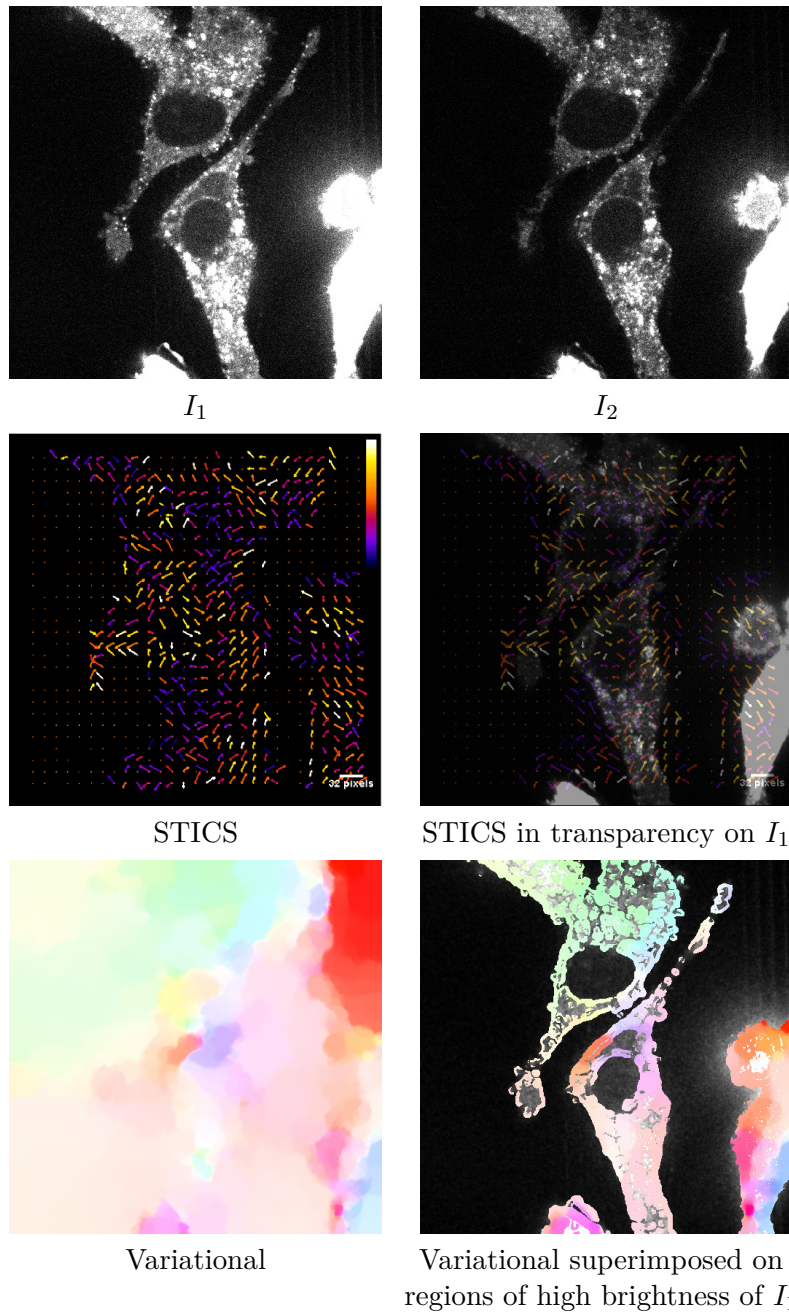 I₁
I₂
32 pixels
32 pixels
STICS
STICS in transparency on I₁
Variational
Variational superimposed on
regions of high brightness of